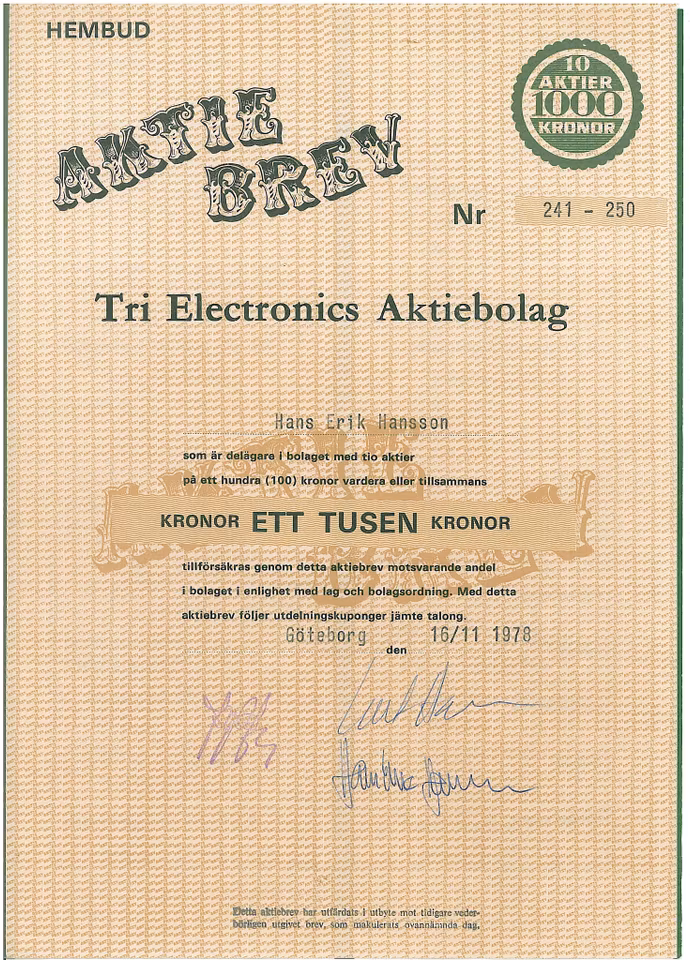 HEMBUD
10
AKTIER
1000
KRONOR
AKTIE
BREV
Nr 241 - 250
Tri Electronics Aktiebolag
Hans Erik Hansson
som är delägare i bolaget med tio aktier
på ett hundra (100) kronor vardera eller tillsammans
KRONOR ETT TUSEN KRONOR
tillförsäkras genom detta aktiebrev motsvarande andel
i bolaget i enlighet med lag och bolagsordning. Med detta
aktiebrev följer utdelningskuponger jämte talong.
Göteborg den 16/11 1978
Detta aktiebrev har utfärdats i utbyte mot tidigare veder-
börligen utgivet brev, som makulerats ovannämnda dag.